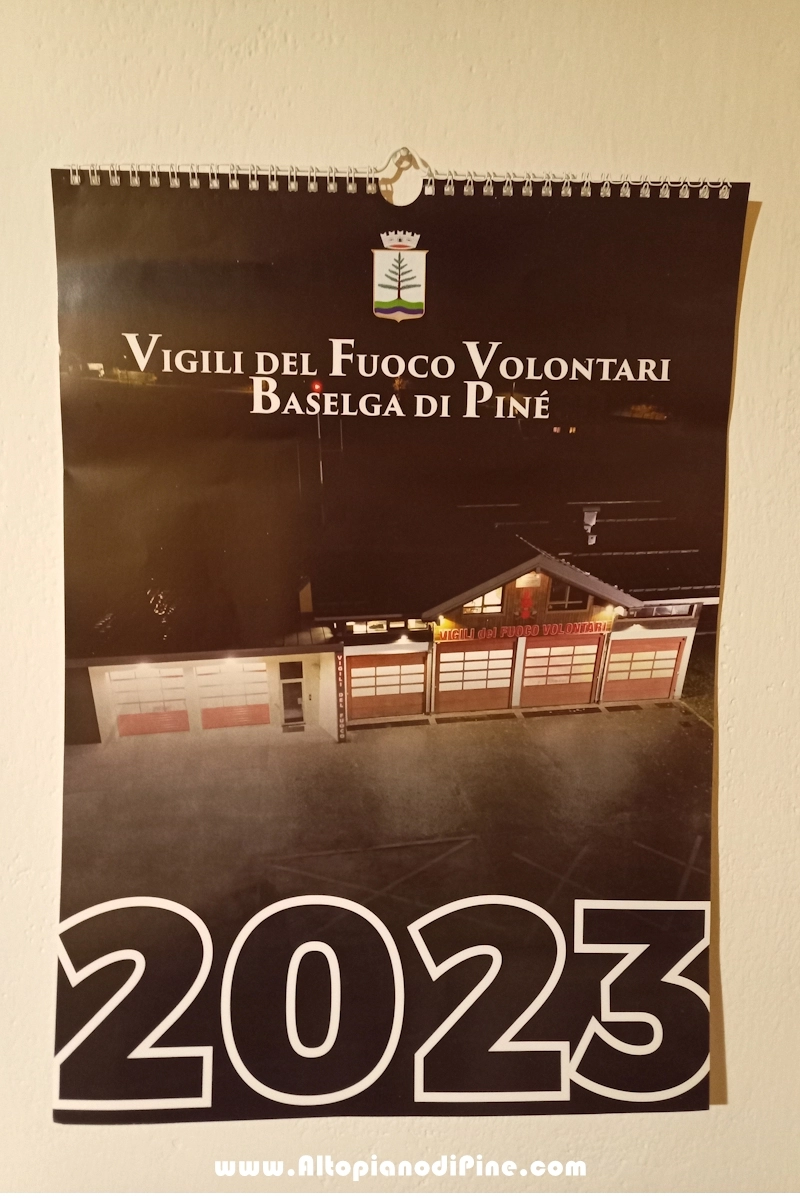 Vigili del Fuoco Volontari
Baselga di Piné
VIGILI del FUOCO VOLONTARI
VIGILI DEL FUOCO
2023
www.AltopianodiPine.com